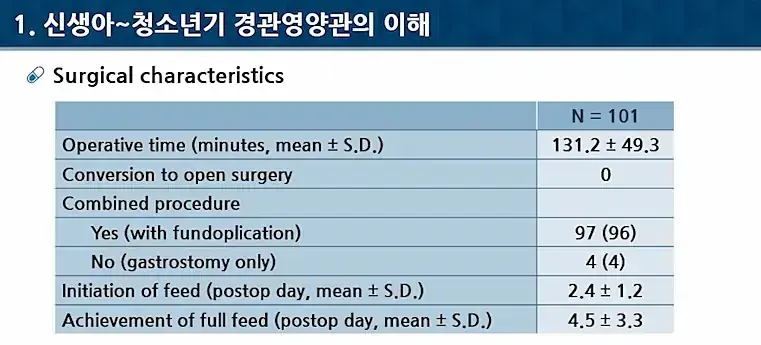 1. 신생아~청소년기 경관영양관의 이해
Surgical characteristics
N = 101
Operative time (minutes, mean ± S.D.) 131.2 ± 49.3
Conversion to open surgery 0
Combined procedure
Yes (with fundoplication) 97 (96)
No (gastrostomy only) 4 (4)
Initiation of feed (postop day, mean ± S.D.) 2.4 ± 1.2
Achievement of full feed (postop day, mean ± S.D.) 4.5 ± 3.3